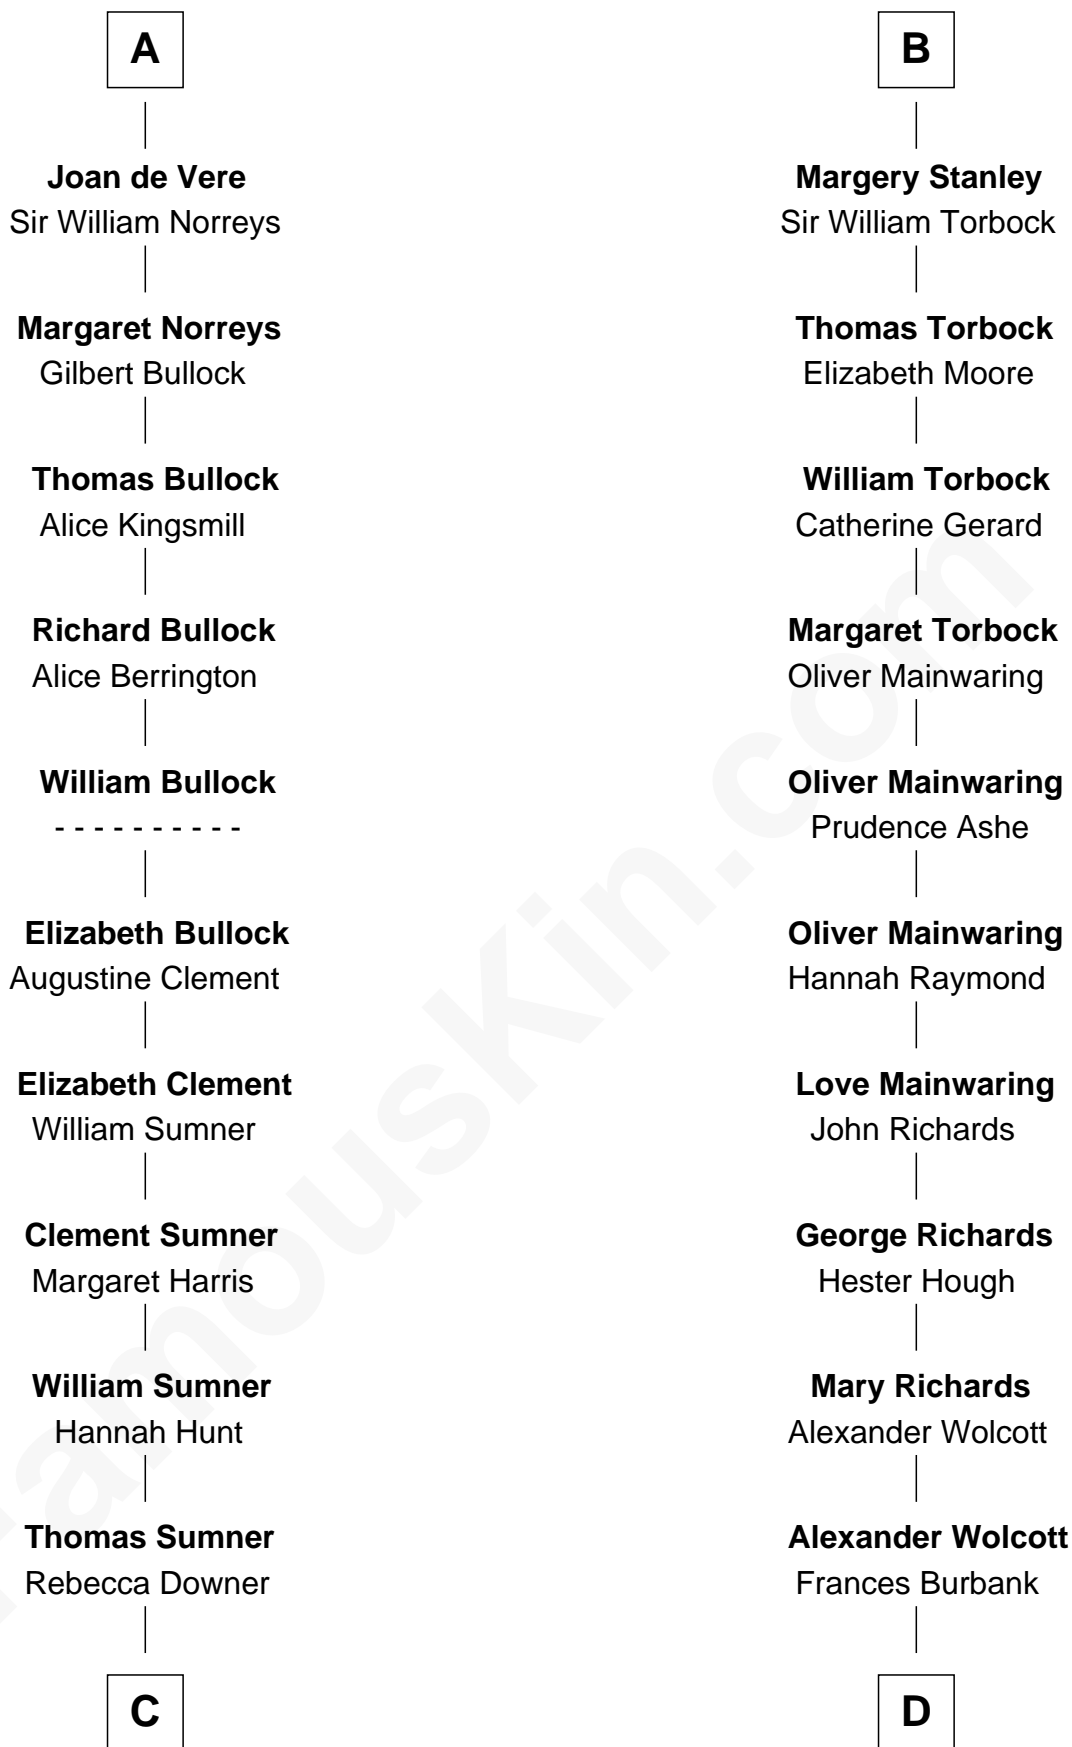 A
Joan de Vere
Sir William Norreys
Margaret Norreys
Gilbert Bullock
Thomas Bullock
Alice Kingsmill
Richard Bullock
Alice Berrington
William Bullock
- - - - - - - - - -
Elizabeth Bullock
Augustine Clement
Elizabeth Clement
William Sumner
Clement Sumner
Margaret Harris
William Sumner
Hannah Hunt
Thomas Sumner
Rebecca Downer
C
B
Margery Stanley
Sir William Torbock
Thomas Torbock
Elizabeth Moore
William Torbock
Catherine Gerard
Margaret Torbock
Oliver Mainwaring
Oliver Mainwaring
Prudence Ashe
Oliver Mainwaring
Hannah Raymond
Love Mainwaring
John Richards
George Richards
Hester Hough
Mary Richards
Alexander Wolcott
Alexander Wolcott
Frances Burbank
D
FamousKin.com